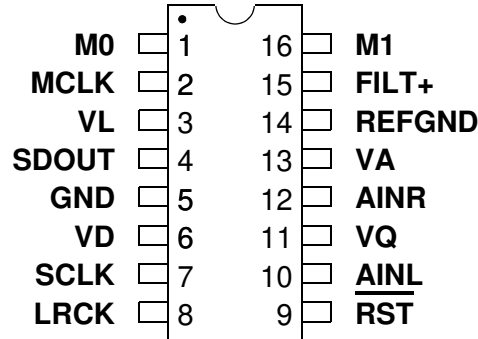 M0 1 16 M1
MCLK 2 15 FILT+
VL 3 14 REFGND
SDOUT 4 13 VA
GND 5 12 AINR
VD 6 11 VQ
SCLK 7 10 AINL
LRCK 8 9 RST